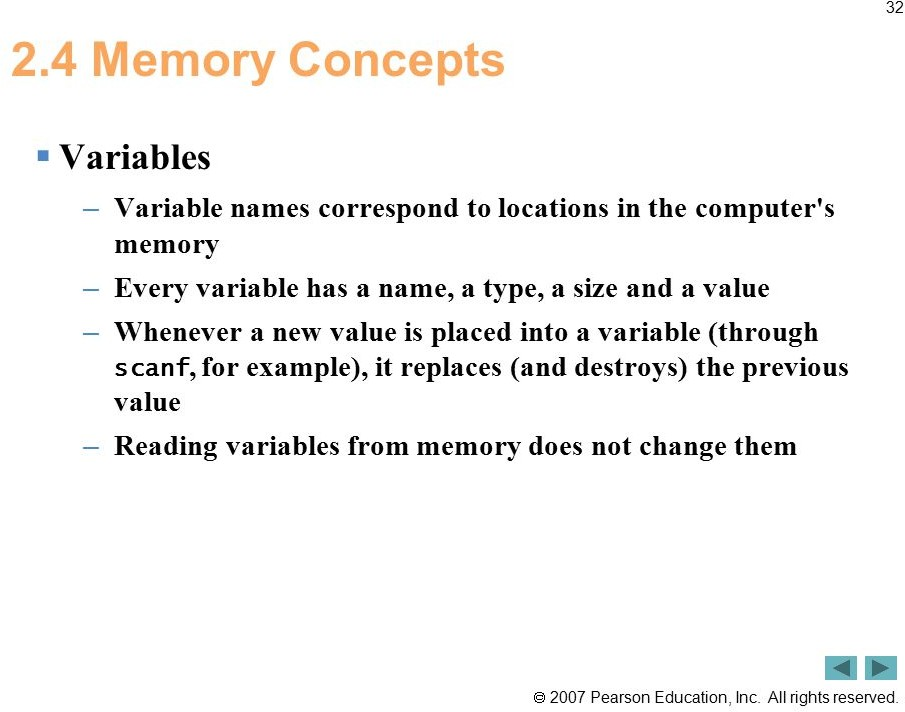 32
2.4 Memory Concepts
▪ Variables
– Variable names correspond to locations in the computer's
memory
– Every variable has a name, a type, a size and a value
– Whenever a new value is placed into a variable (through
scanf, for example), it replaces (and destroys) the previous
value
– Reading variables from memory does not change them
© 2007 Pearson Education, Inc. All rights reserved.